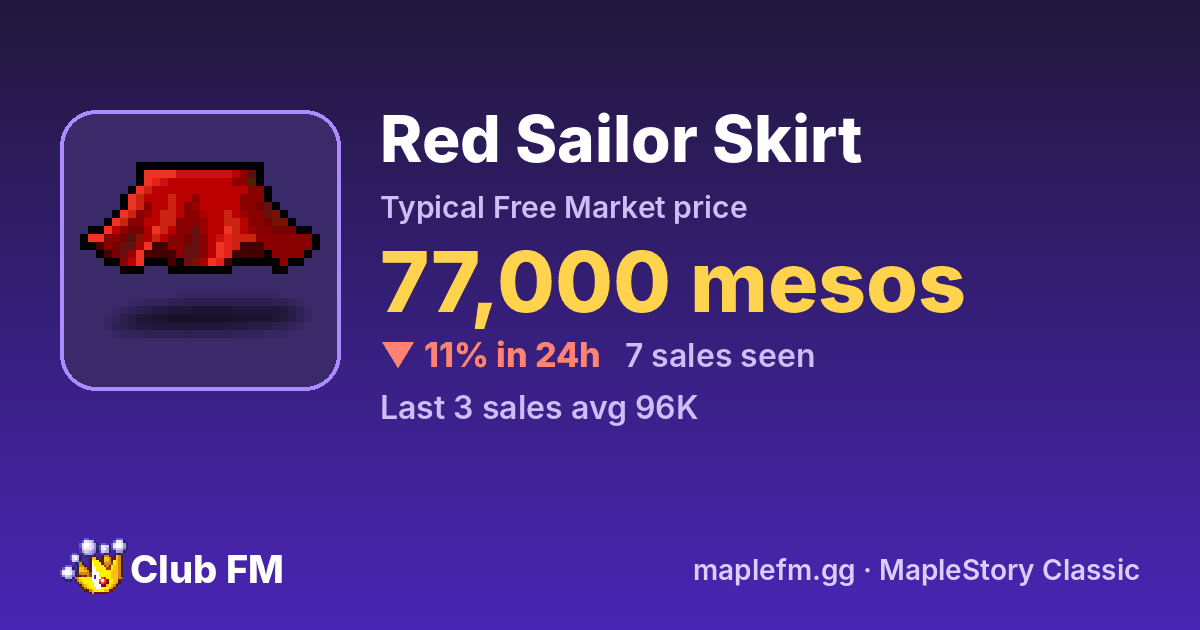 Red Sailor Skirt
Typical Free Market price
77,000 mesos
▼ 11% in 24h 7 sales seen
Last 3 sales avg 96K
Club FM
maplefm.gg · MapleStory Classic